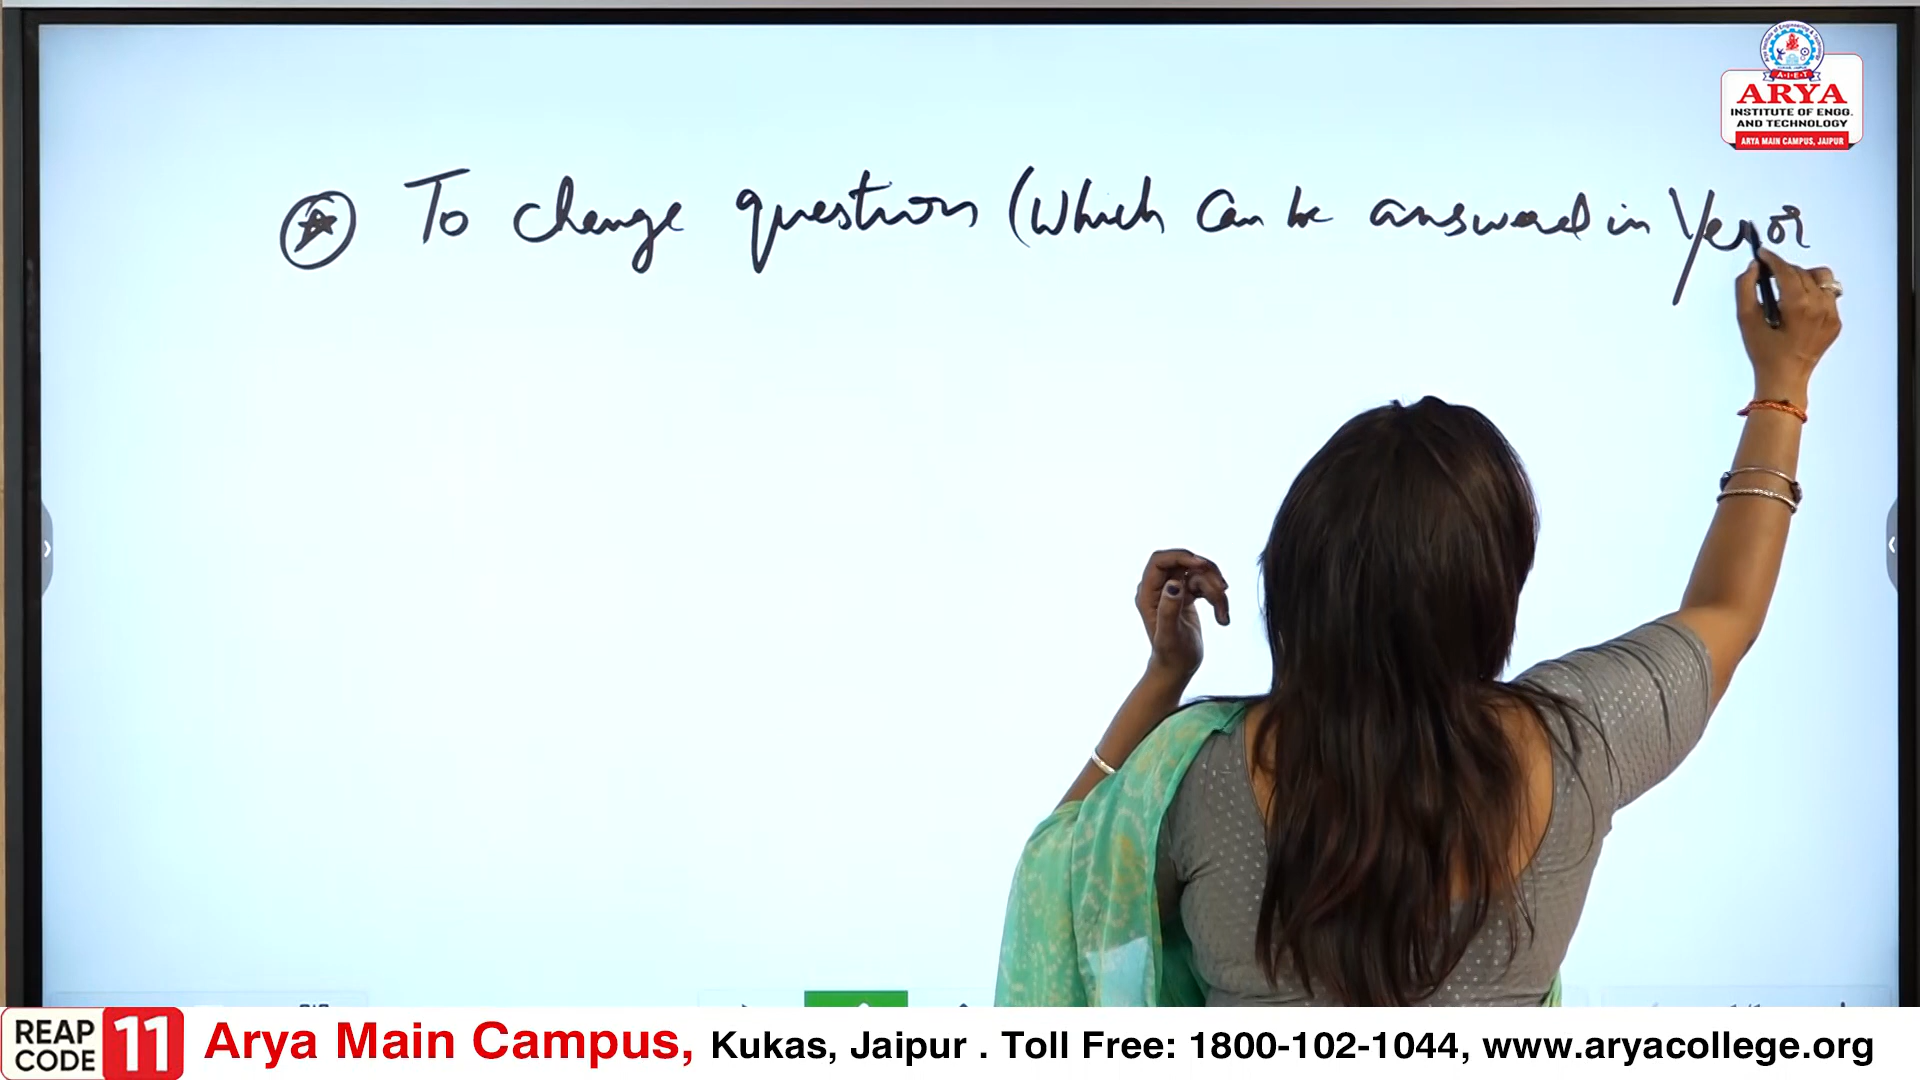 ARYA
INSTITUTE OF ENGG.
AND TECHNOLOGY
ARYA MAIN CAMPUS, JAIPUR
A·I·E·T
To change question (Which can be answered in Yes or
REAP CODE 11 Arya Main Campus, Kukas, Jaipur . Toll Free: 1800-102-1044, www.aryacollege.org